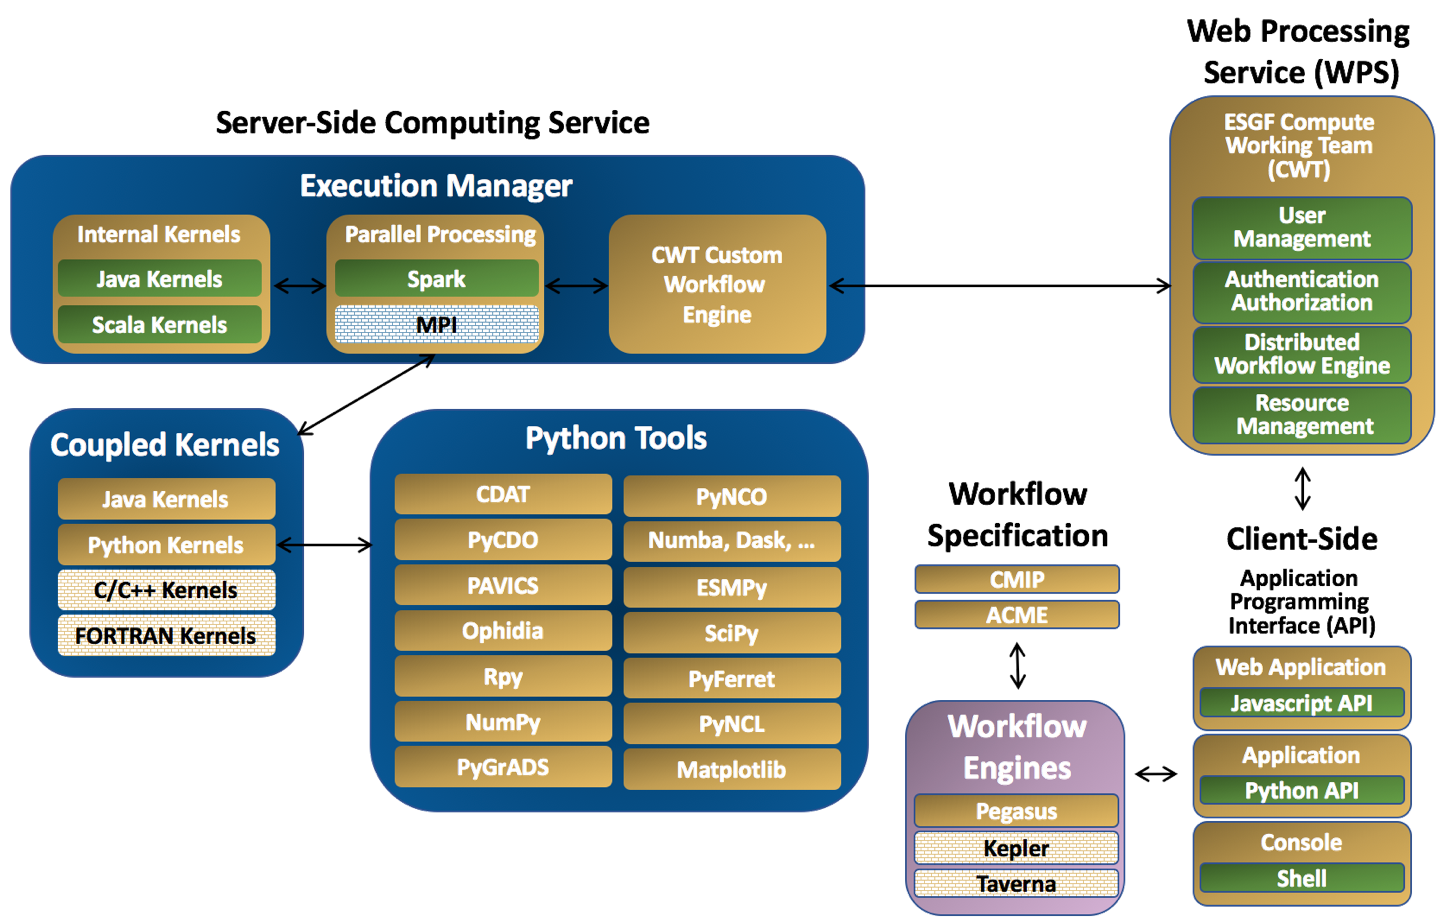 Web Processing
Service (WPS)
ESGF Compute
Working Team
(CWT)
User
Management
Authentication
Authorization
Distributed
Workflow Engine
Resource
Management
Server-Side Computing Service
Execution Manager
Internal Kernels
Java Kernels
Scala Kernels
Parallel Processing
Spark
MPI
CWT Custom
Workflow
Engine
Coupled Kernels
Java Kernels
Python Kernels
C/C++ Kernels
FORTRAN Kernels
Python Tools
CDAT
PyCDO
PAVICS
Ophidia
Rpy
NumPy
PyGrADS
PyNCO
Numba, Dask, ...
ESMPy
SciPy
PyFerret
PyNCL
Matplotlib
Workflow
Specification
CMIP
ACME
Workflow
Engines
Pegasus
Kepler
Taverna
Client-Side
Application
Programming
Interface (API)
Web Application
Javascript API
Application
Python API
Console
Shell